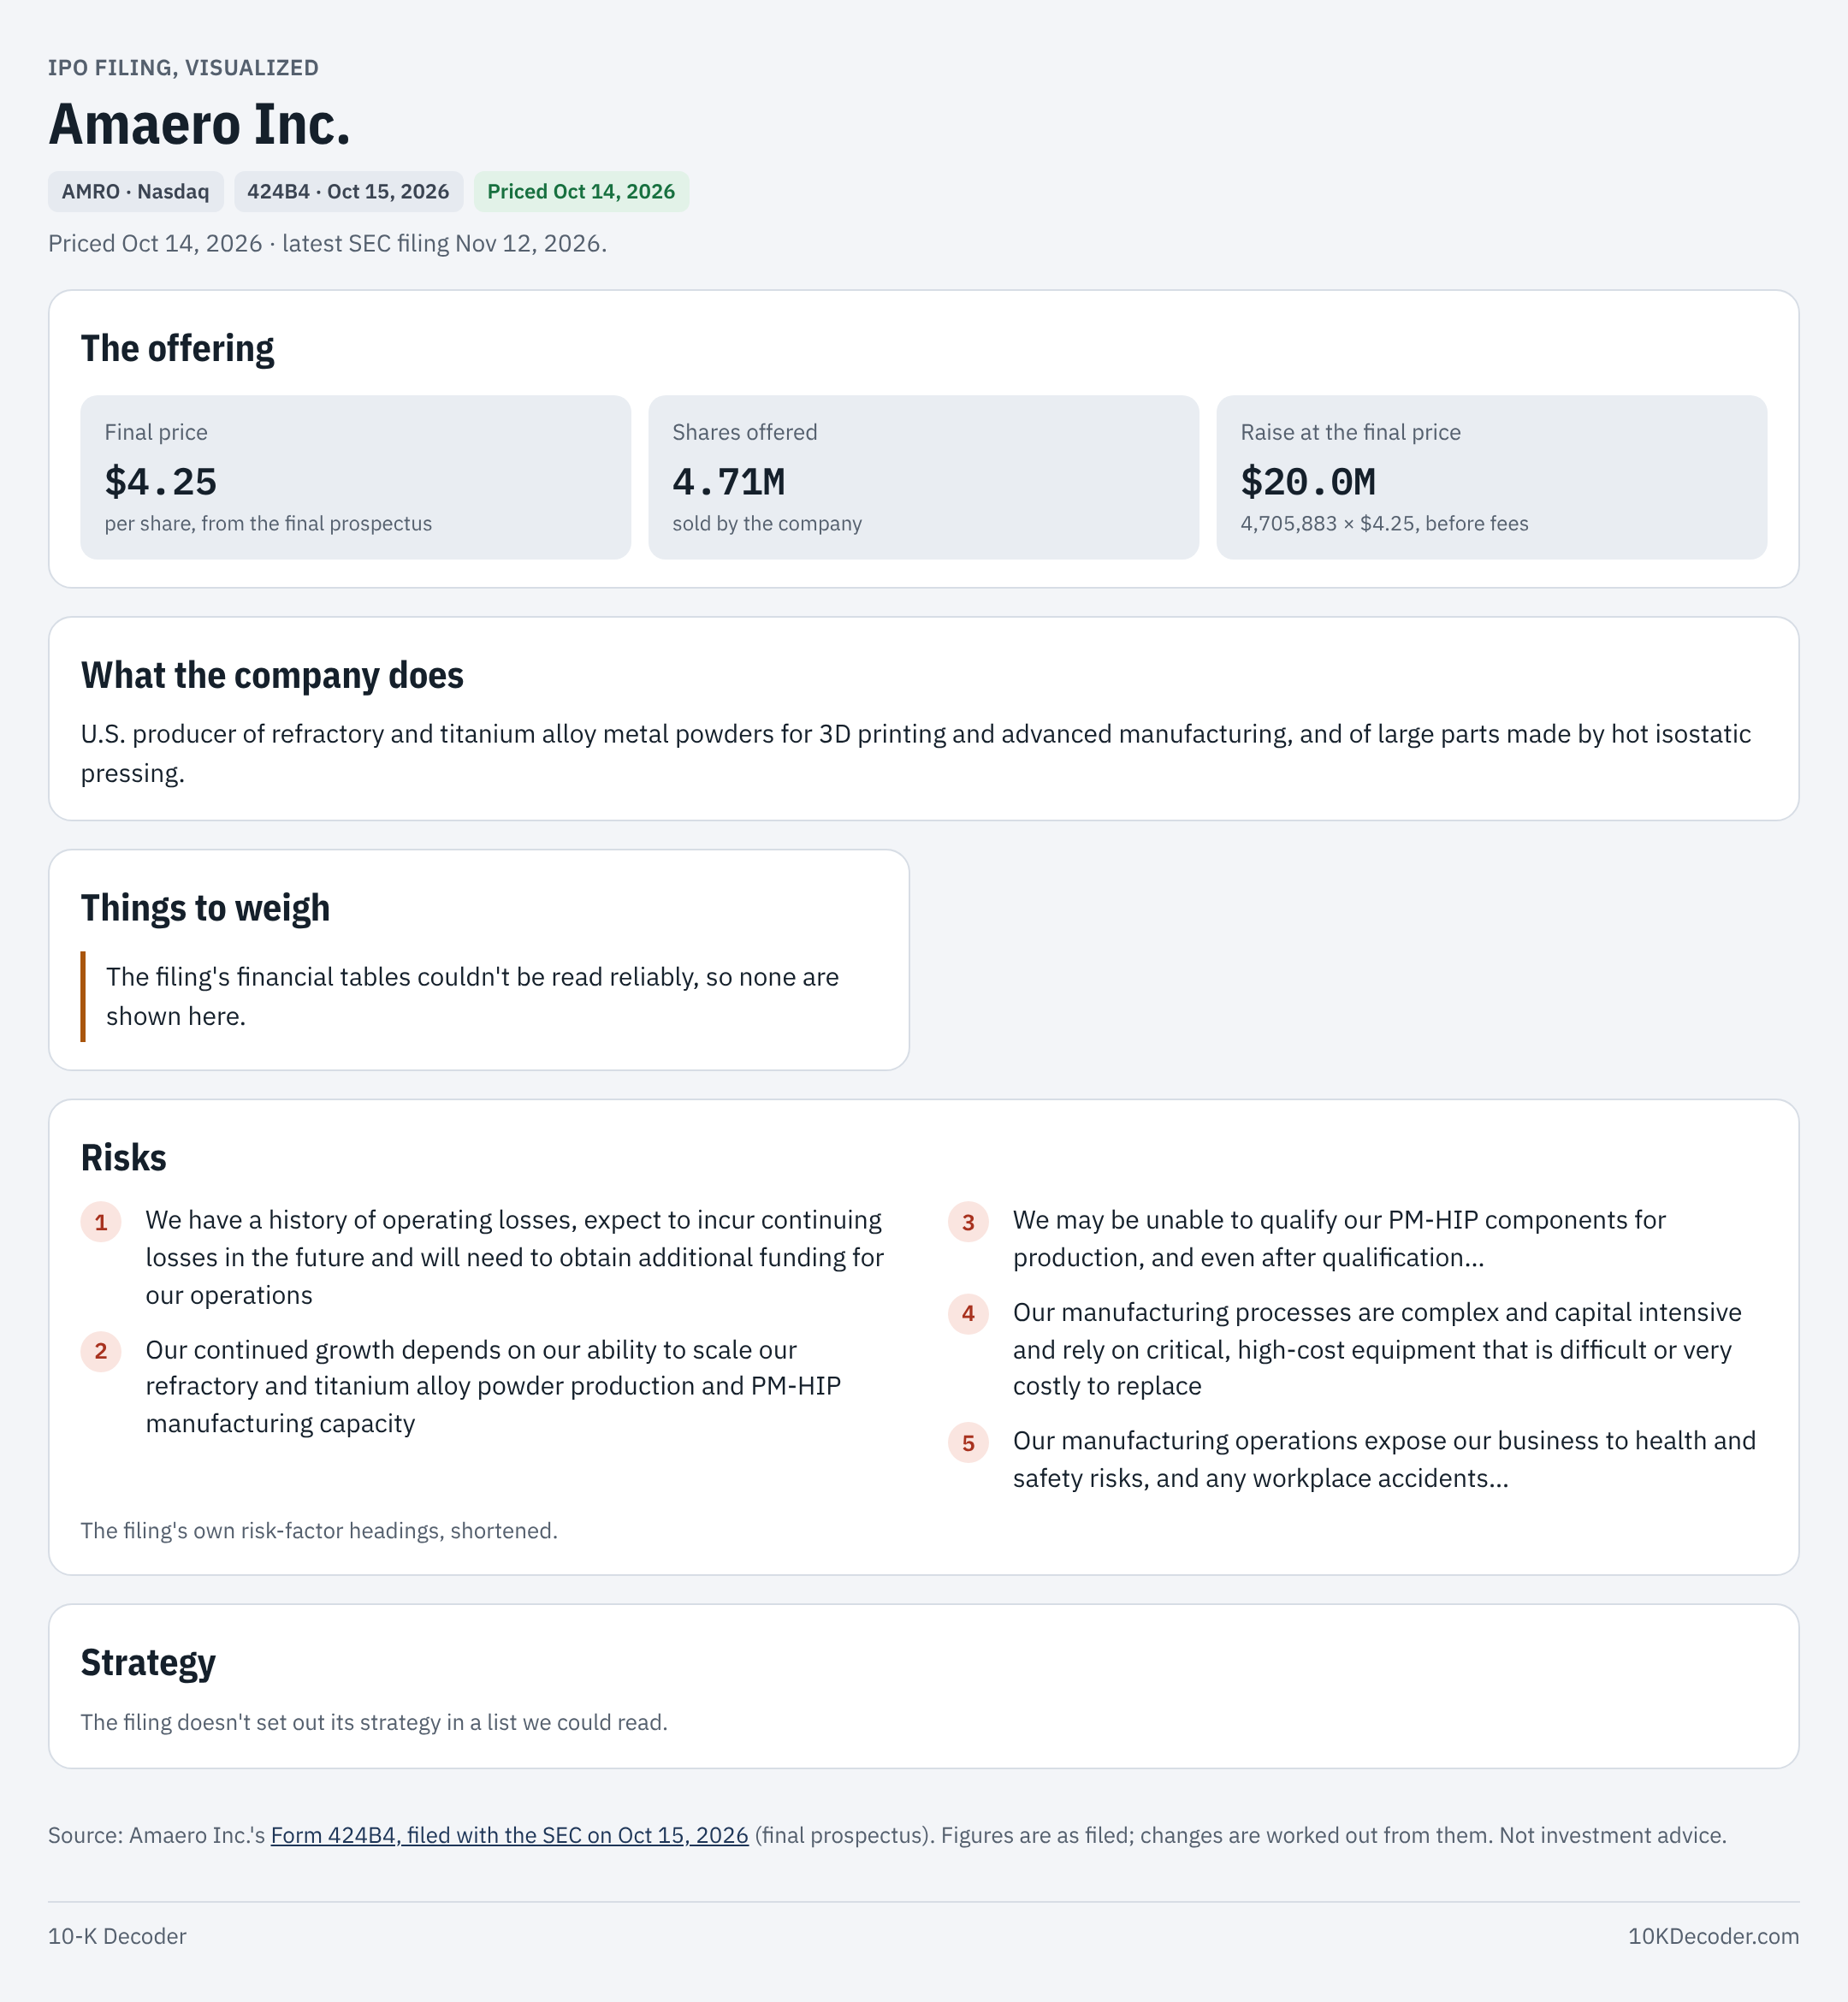 IPO FILING, VISUALIZED
Amaero Inc.
AMRO · Nasdaq
424B4 · Oct 15, 2026
Priced Oct 14, 2026
Priced Oct 14, 2026 · latest SEC filing Nov 12, 2026.
The offering
Final price
$4.25
per share, from the final prospectus
Shares offered
4.71M
sold by the company
Raise at the final price
$20.0M
4,705,883 × $4.25, before fees
What the company does
U.S. producer of refractory and titanium alloy metal powders for 3D printing and advanced manufacturing, and of large parts made by hot isostatic
pressing.
Things to weigh
The filing's financial tables couldn't be read reliably, so none are
shown here.
Risks
1
We have a history of operating losses, expect to incur continuing
losses in the future and will need to obtain additional funding for
our operations
2
Our continued growth depends on our ability to scale our
refractory and titanium alloy powder production and PM-HIP
manufacturing capacity
3
We may be unable to qualify our PM-HIP components for
production, and even after qualification…
4
Our manufacturing processes are complex and capital intensive
and rely on critical, high-cost equipment that is difficult or very
costly to replace
5
Our manufacturing operations expose our business to health and
safety risks, and any workplace accidents…
The filing's own risk-factor headings, shortened.
Strategy
The filing doesn't set out its strategy in a list we could read.
Source: Amaero Inc.'s Form 424B4, filed with the SEC on Oct 15, 2026 (final prospectus). Figures are as filed; changes are worked out from them. Not investment advice.
10-K Decoder
10KDecoder.com